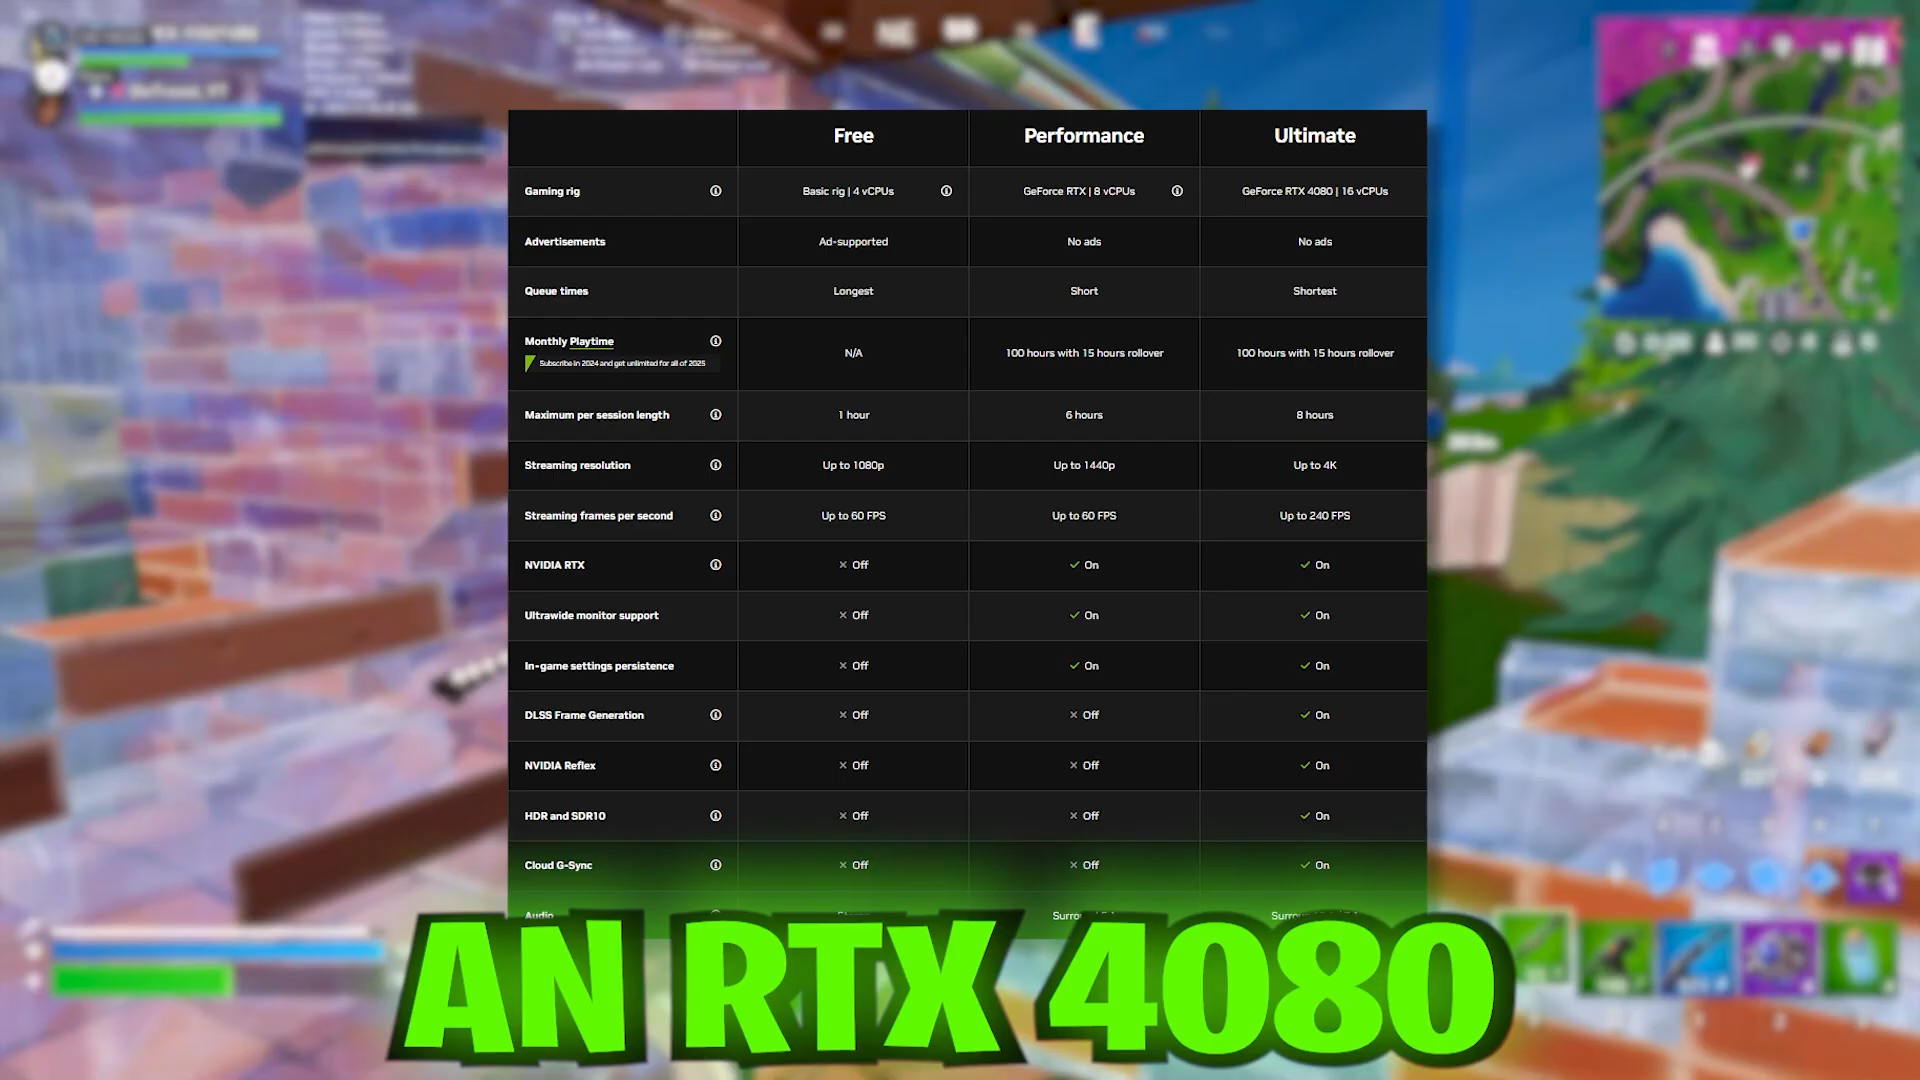 NE
E
Free Performance Ultimate
Gaming rig Basic rig | 4 vCPUs GeForce RTX | 8 vCPUs GeForce RTX 4080 | 16 vCPUs
Advertisements Ad-supported No ads No ads
Queue times Longest Short Shortest
Monthly Playtime N/A 100 hours with 15 hours rollover 100 hours with 15 hours rollover
Subscribe in 2024 and get unlimited for all of 2025
Maximum per session length 1 hour 6 hours 8 hours
Streaming resolution Up to 1080p Up to 1440p Up to 4K
Streaming frames per second Up to 60 FPS Up to 60 FPS Up to 240 FPS
NVIDIA RTX Off On On
Ultrawide monitor support Off On On
In-game settings persistence Off On On
DLSS Frame Generation Off Off On
NVIDIA Reflex Off Off On
HDR and SDR10 Off Off On
Cloud G-Sync Off Off On
Audio
AN RTX 4080